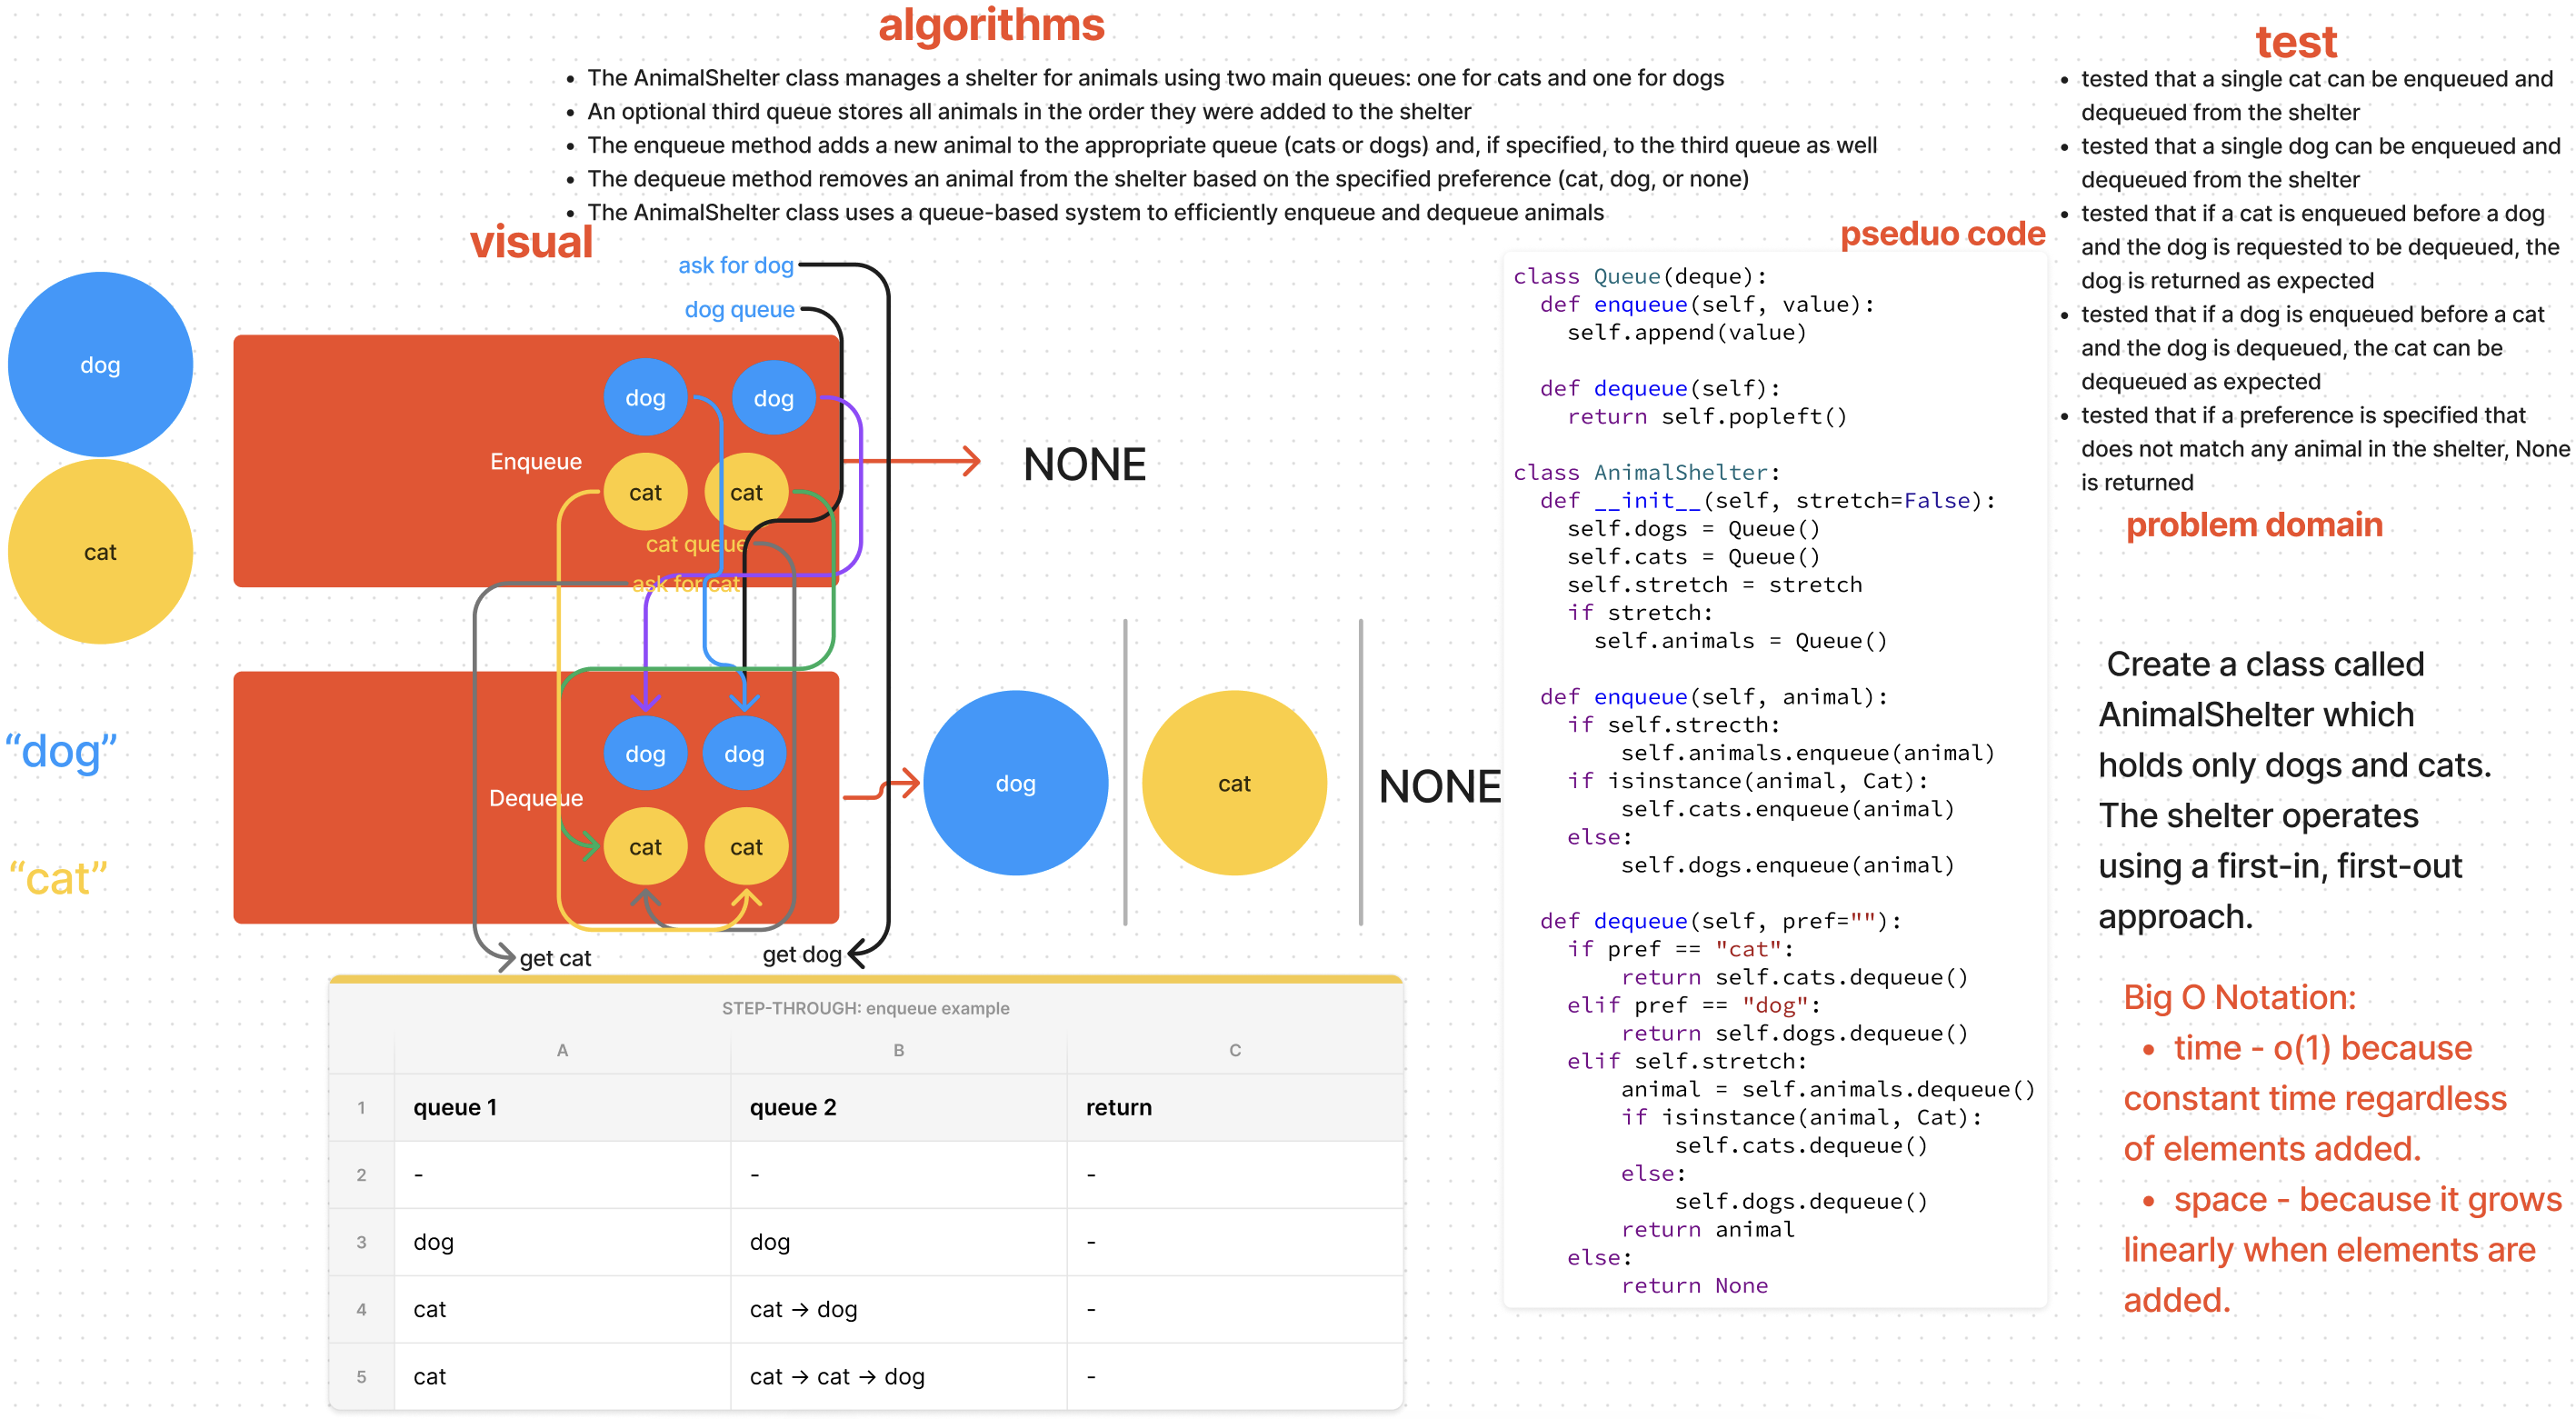 algorithms
• The AnimalShelter class manages a shelter for animals using two main queues: one for cats and one for dogs
• An optional third queue stores all animals in the order they were added to the shelter
• The enqueue method adds a new animal to the appropriate queue (cats or dogs) and, if specified, to the third queue as well
• The dequeue method removes an animal from the shelter based on the specified preference (cat, dog, or none)
• The AnimalShelter class uses a queue-based system to efficiently enqueue and dequeue animals
visual
ask for dog
dog queue
dog
cat
“dog”
“cat”
dog
dog
Enqueue
cat
cat
cat queue
ask for cat
NONE
dog
dog
Dequeue
cat
cat
get cat
get dog
dog
cat
NONE
STEP-THROUGH: enqueue example
A B C
1 queue 1 queue 2 return
2 - - -
3 dog dog -
4 cat cat → dog -
5 cat cat → cat → dog -
pseduo code
class Queue(deque):
def enqueue(self, value):
self.append(value)
def dequeue(self):
return self.popleft()
class AnimalShelter:
def __init__(self, stretch=False):
self.dogs = Queue()
self.cats = Queue()
self.stretch = stretch
if stretch:
self.animals = Queue()
def enqueue(self, animal):
if self.strecth:
self.animals.enqueue(animal)
if isinstance(animal, Cat):
self.cats.enqueue(animal)
else:
self.dogs.enqueue(animal)
def dequeue(self, pref=""):
if pref == "cat":
return self.cats.dequeue()
elif pref == "dog":
return self.dogs.dequeue()
elif self.stretch:
animal = self.animals.dequeue()
if isinstance(animal, Cat):
self.cats.dequeue()
else:
self.dogs.dequeue()
return animal
else:
return None
test
• tested that a single cat can be enqueued and
dequeued from the shelter
• tested that a single dog can be enqueued and
dequeued from the shelter
• tested that if a cat is enqueued before a dog
and the dog is requested to be dequeued, the
dog is returned as expected
• tested that if a dog is enqueued before a cat
and the dog is dequeued, the cat can be
dequeued as expected
• tested that if a preference is specified that
does not match any animal in the shelter, None
is returned
problem domain
Create a class called
AnimalShelter which
holds only dogs and cats.
The shelter operates
using a first-in, first-out
approach.
Big O Notation:
• time - o(1) because
constant time regardless
of elements added.
• space - because it grows
linearly when elements are
added.